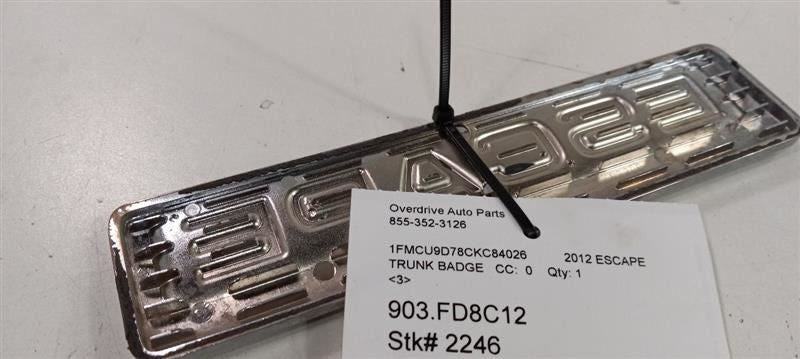 ESCAPE
Overdrive Auto Parts
855-352-3126
1FMCU9D78CKC84026 2012 ESCAPE
TRUNK BADGE CC: 0 Qty: 1
<3>
903.FD8C12
Stk# 2246